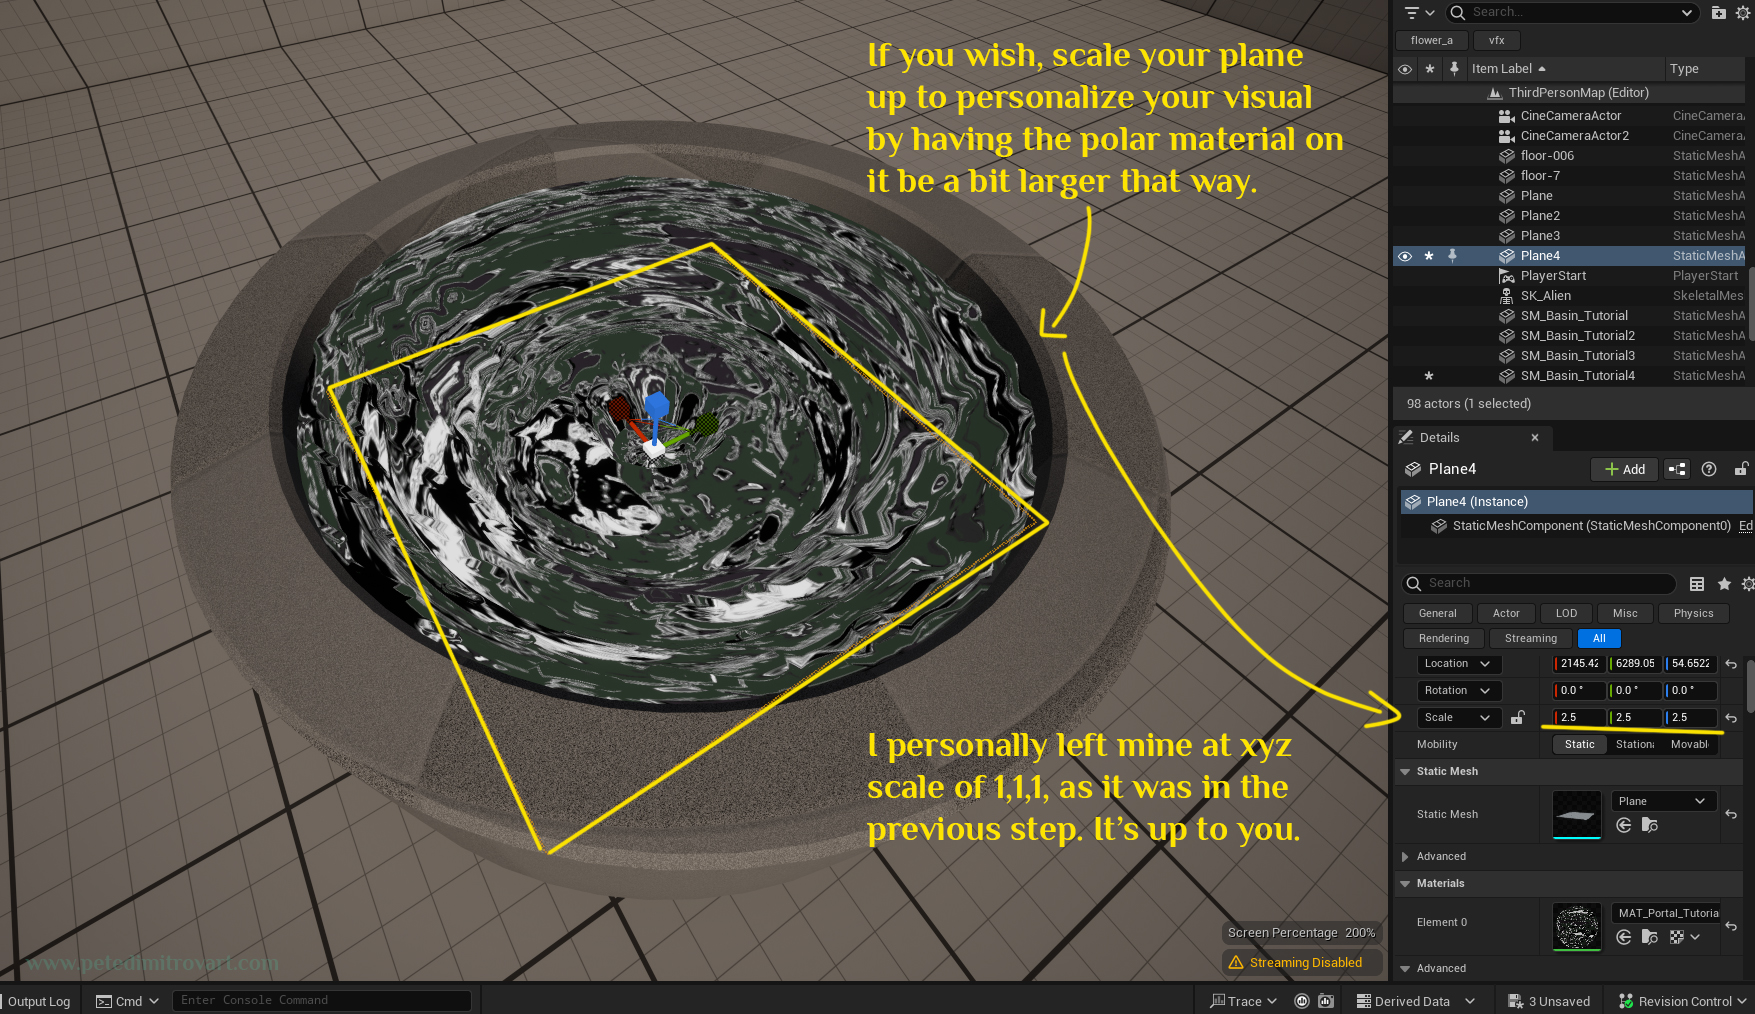 If you wish, scale your plane
up to personalize your visual
by having the polar material on
it be a bit larger that way.
I personally left mine at xyz
scale of 1,1,1, as it was in the
previous step. It's up to you.
Screen Percentage 200%
Streaming Disabled
www.petedimitrovart.com
Search...
flower_a vfx
Item Label Type
ThirdPersonMap (Editor)
CineCameraActor CineCamera
CineCameraActor2 CineCamera
floor-006 StaticMeshA
floor-7 StaticMeshA
Plane StaticMeshA
Plane2 StaticMeshA
Plane3 StaticMeshA
Plane4 StaticMeshA
PlayerStart PlayerStart
SK_Alien SkeletalMes
SM_Basin_Tutorial StaticMeshA
SM_Basin_Tutorial2 StaticMeshA
SM_Basin_Tutorial3 StaticMeshA
SM_Basin_Tutorial4 StaticMeshA
98 actors (1 selected)
Details
Plane4 Add
Plane4 (Instance)
StaticMeshComponent (StaticMeshComponent0) Ed
Search
General Actor LOD Misc Physics
Rendering Streaming All
Location 2145.42 6289.05 54.6522
Rotation 0.0 ° 0.0 ° 0.0 °
Scale 2.5 2.5 2.5
Mobility Static Station Movabl
Static Mesh
Static Mesh Plane
Advanced
Materials
Element 0 MAT_Portal_Tutoria
Advanced
Output Log Cmd Enter Console Command Trace Derived Data 3 Unsaved Revision Control